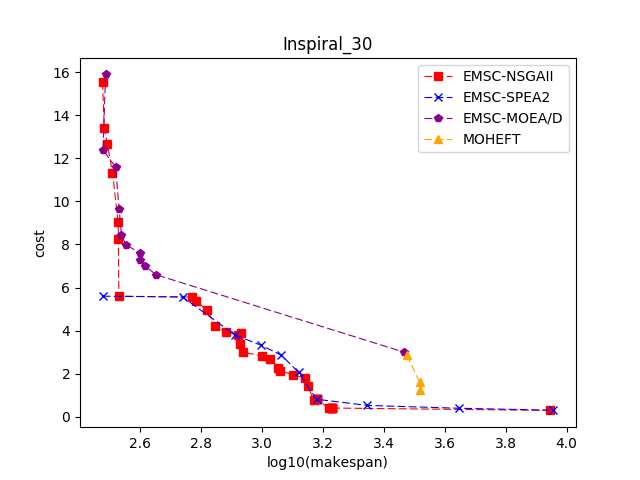 Inspiral_30
EMSC-NSGAII
EMSC-SPEA2
EMSC-MOEA/D
MOHEFT
cost
16
14
12
10
8
6
4
2
0
2.6 2.8 3.0 3.2 3.4 3.6 3.8 4.0
log10(makespan)